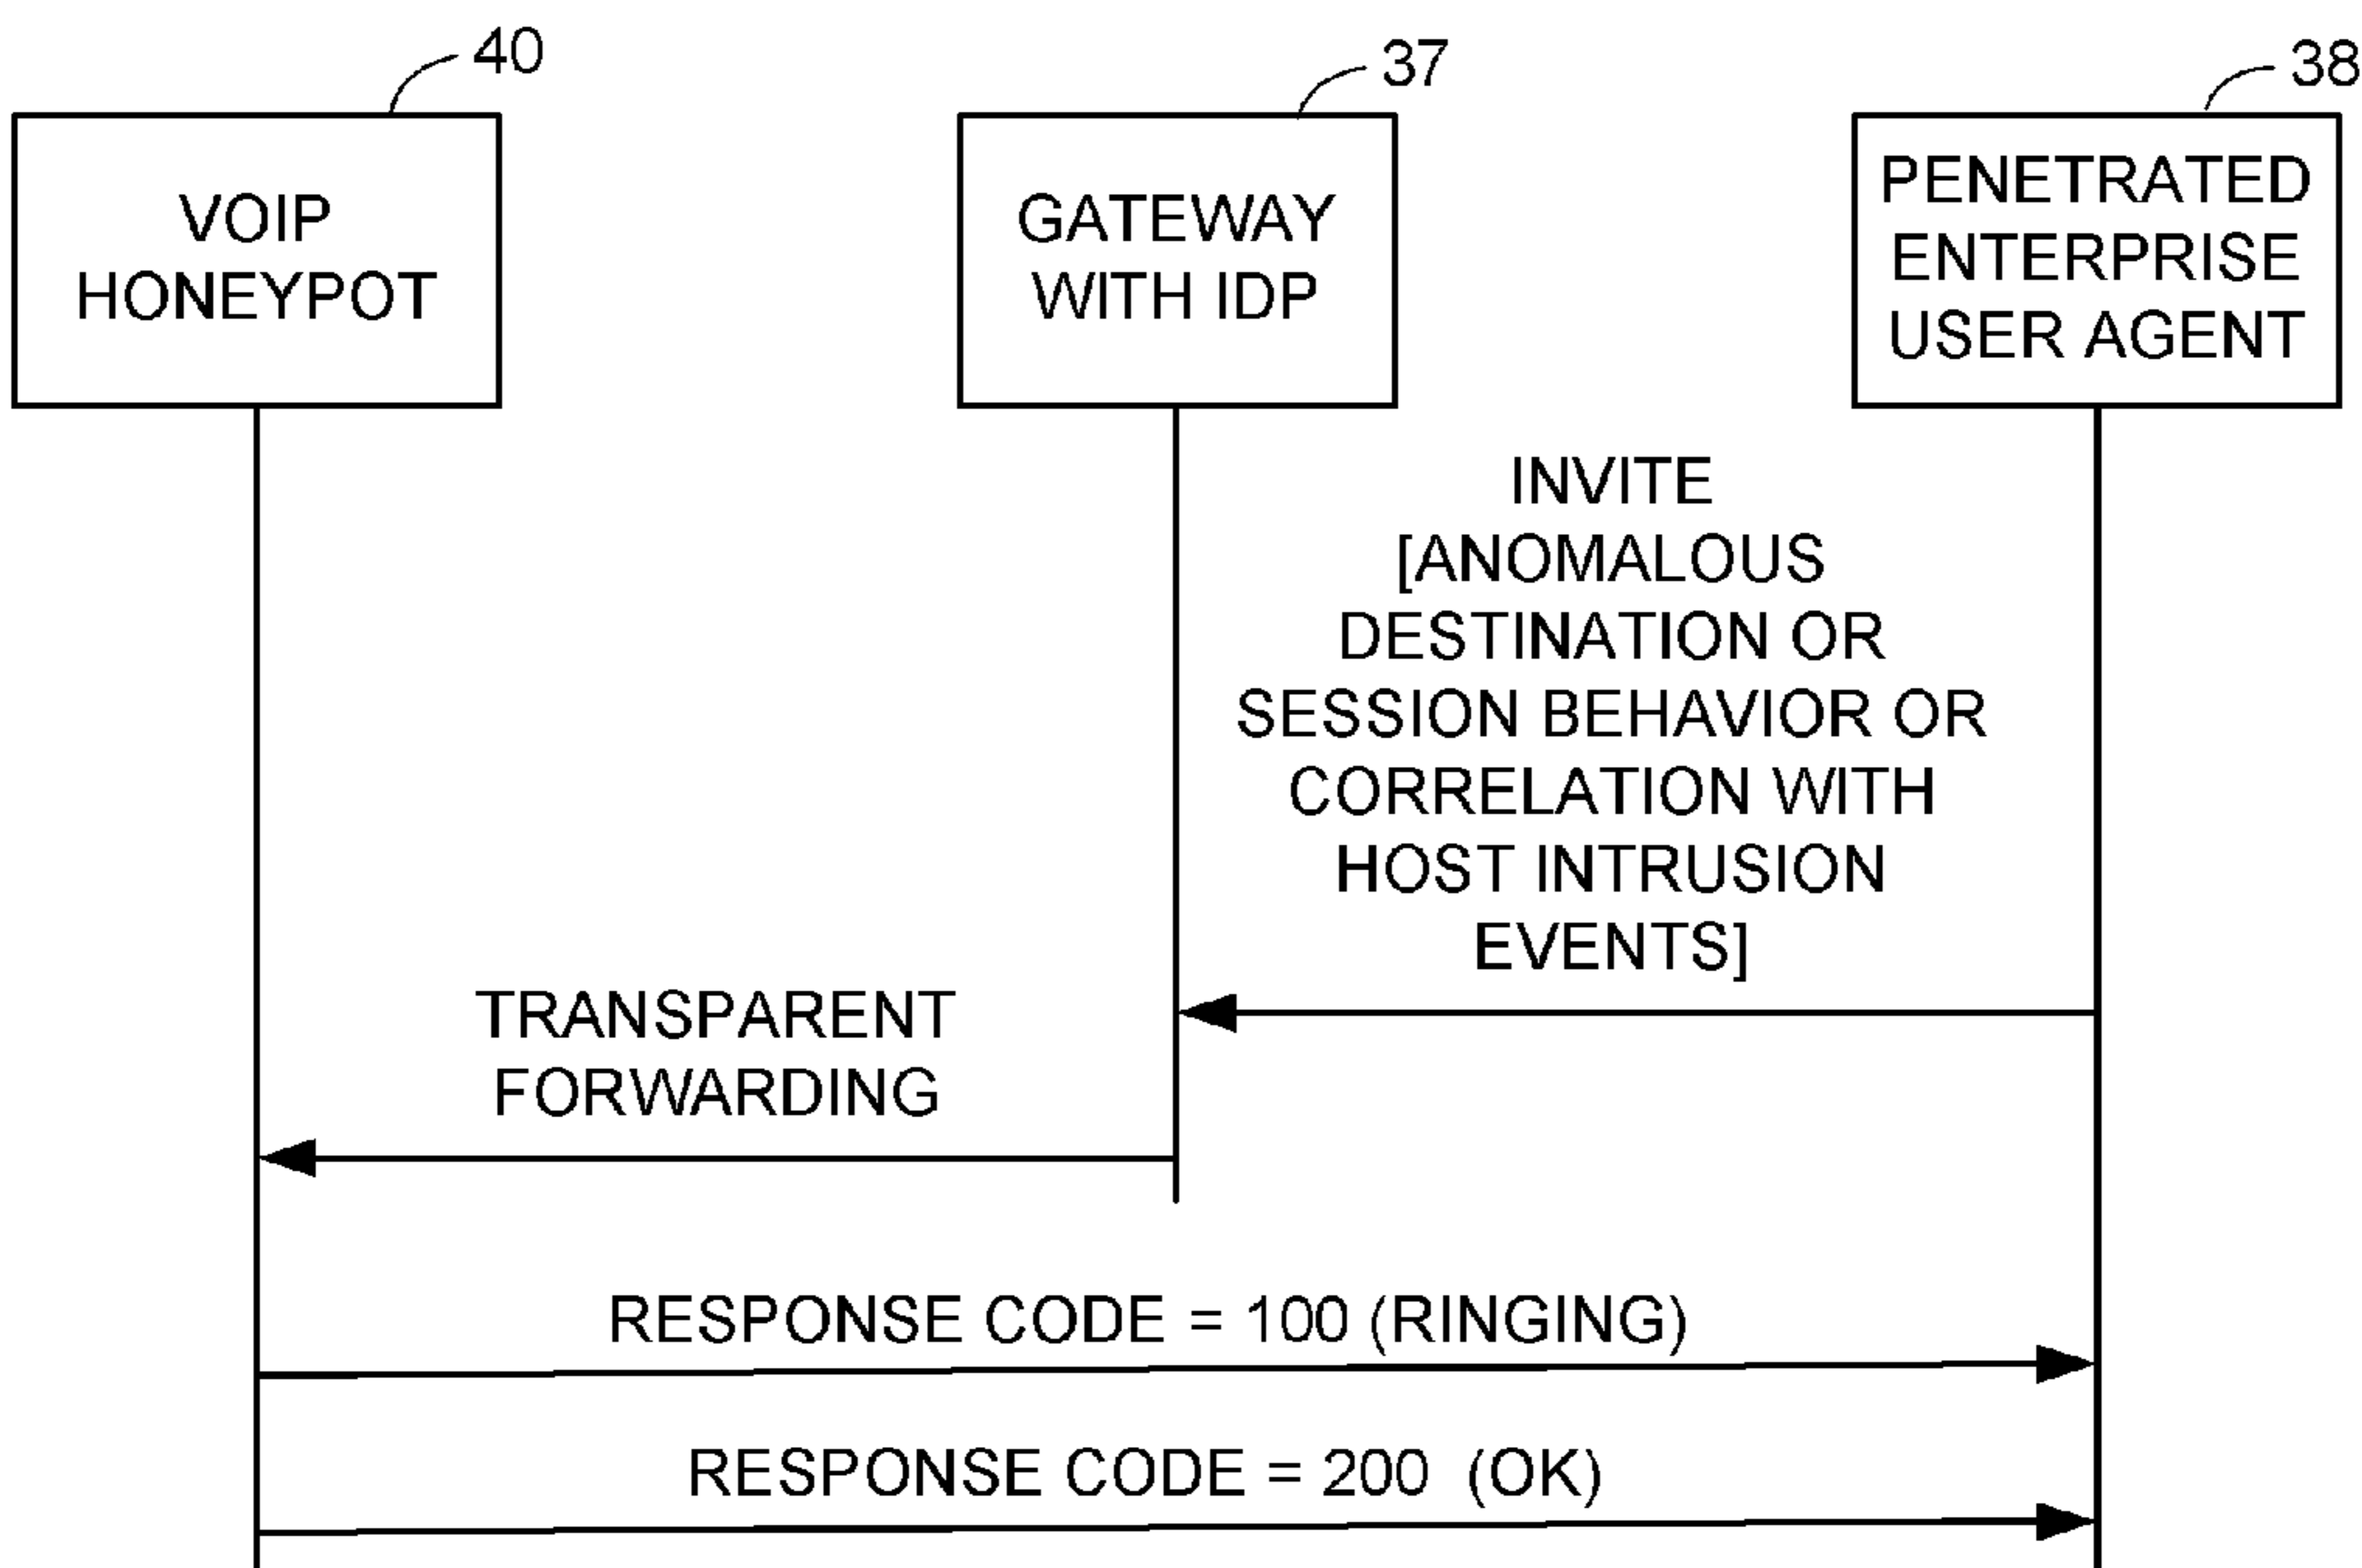 40
37
38
VOIP
HONEYPOT
GATEWAY
WITH IDP
PENETRATED
ENTERPRISE
USER AGENT
INVITE
[ANOMALOUS
DESTINATION OR
SESSION BEHAVIOR OR
CORRELATION WITH
HOST INTRUSION
EVENTS]
TRANSPARENT
FORWARDING
RESPONSE CODE = 100 (RINGING)
RESPONSE CODE = 200 (OK)